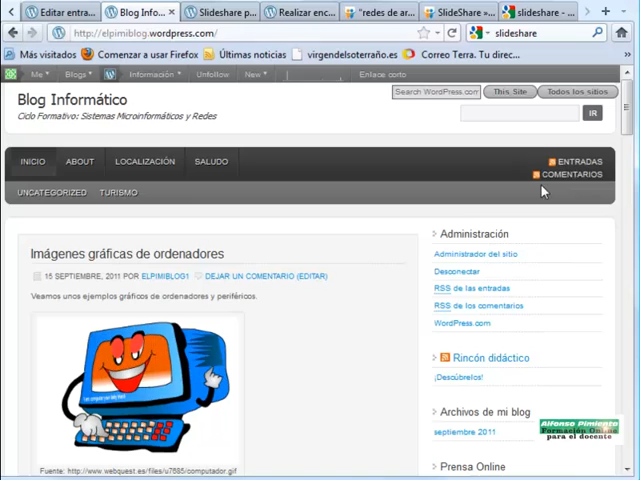 Editar entra...
Blog Info...
Slideshare p...
Realizar enc...
"redes de ar...
SlideShare »...
slideshare - ...
http://elpimiblog.wordpress.com/
slideshare
Más visitados
Comenzar a usar Firefox
Últimas noticias
virgendelsoterraño.es
Correo Terra. Tu direc...
Me
Blogs
Información
Unfollow
New
Enlace corto
Search WordPress.com
This Site
Todos los sitios
Blog Informático
Ciclo Formativo: Sistemas Microinformáticos y Redes
IR
INICIO
ABOUT
LOCALIZACIÓN
SALUDO
ENTRADAS
COMENTARIOS
UNCATEGORIZED
TURISMO
Imágenes gráficas de ordenadores
15 SEPTIEMBRE, 2011 POR ELPIMIBLOG1
DEJAR UN COMENTARIO (EDITAR)
Veamos unos ejemplos gráficos de ordenadores y periféricos.
Fuente: http://www.webquest.es/files/u7685/computador.gif
Administración
Administrador del sitio
Desconectar
RSS de las entradas
RSS de los comentarios
WordPress.com
Rincón didáctico
¡Descúbrelos!
Archivos de mi blog
septiembre 2011
Prensa Online
Alfonso Pimiento
Formación Online
para el docente